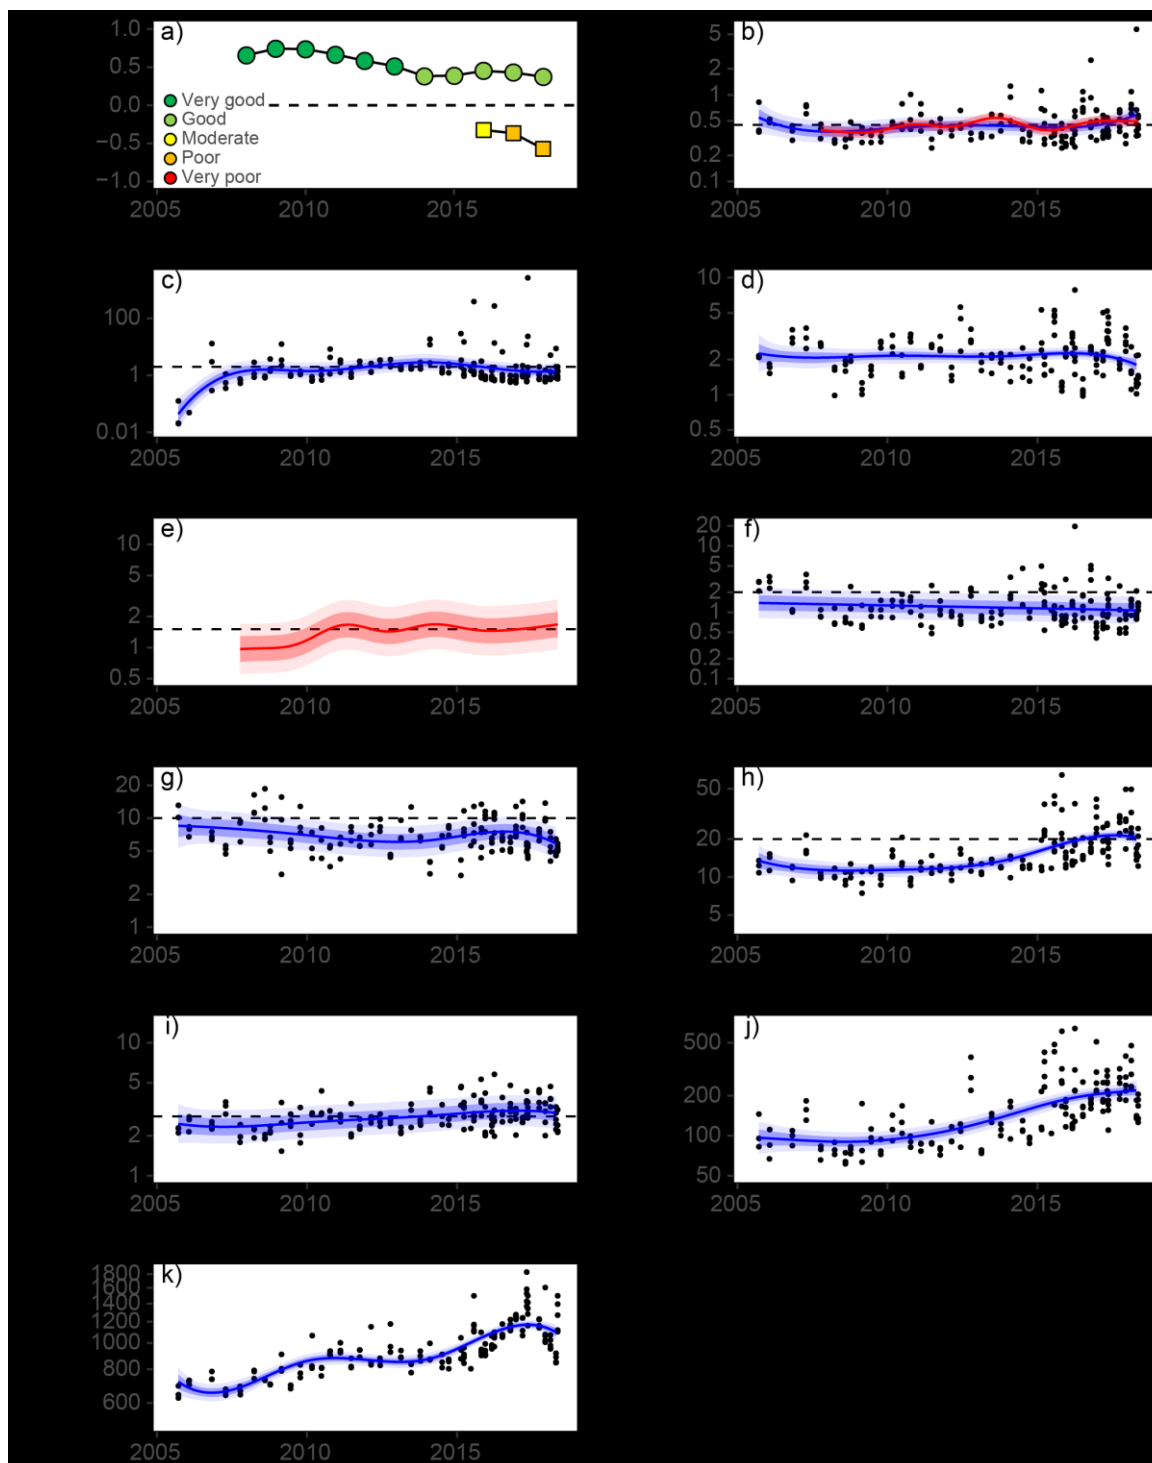 a)
1.0
0.5
0.0
−0.5
−1.0
Very good
Good
Moderate
Poor
Very poor
2005 2010 2015
b)
5
2
1
0.5
0.2
0.1
2005 2010 2015
c)
100
1
0.01
2005 2010 2015
d)
10
5
2
1
0.5
2005 2010 2015
e)
10
5
2
1
0.5
2005 2010 2015
f)
20
10
5
2
1
0.5
0.2
0.1
2005 2010 2015
g)
20
10
5
2
1
2005 2010 2015
h)
50
20
10
5
2005 2010 2015
i)
10
5
2
1
2005 2010 2015
j)
500
200
100
50
2005 2010 2015
k)
1800
1600
1400
1200
1000
800
600
2005 2010 2015